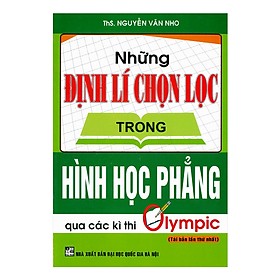 ThS. NGUYỄN VĂN NHO
Những
ĐỊNH LÍ CHỌN LỌC
TRONG
HÌNH HỌC PHẲNG
qua các kì thi Olympic
(Tái bản lần thứ nhất)
NHÀ XUẤT BẢN ĐẠI HỌC QUỐC GIA HÀ NỘI